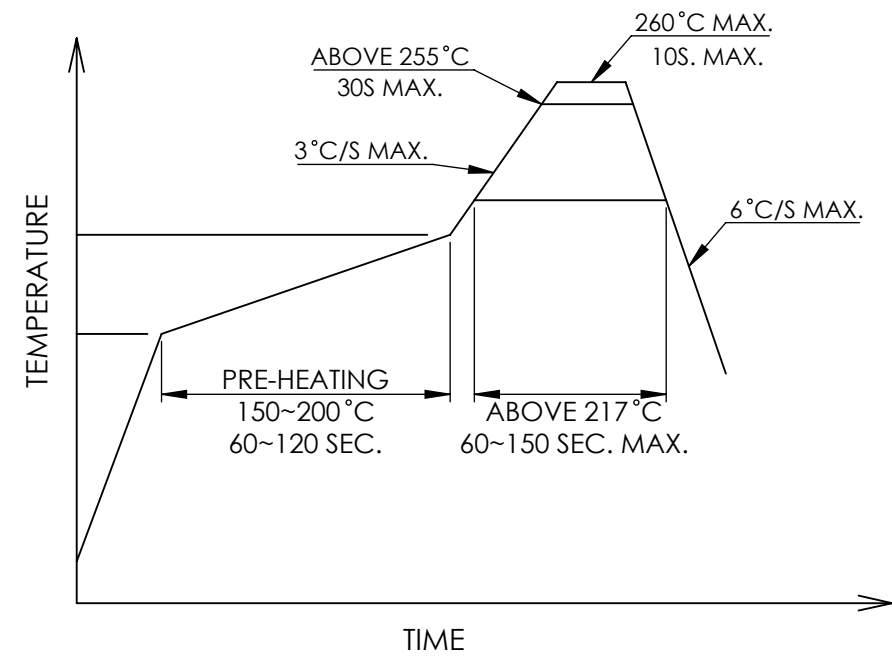 260°C MAX.
10S. MAX.
ABOVE 255°C
30S MAX.
3°C/S MAX.
6°C/S MAX.
TEMPERATURE
PRE-HEATING
150~200°C
60~120 SEC.
ABOVE 217°C
60~150 SEC. MAX.
TIME